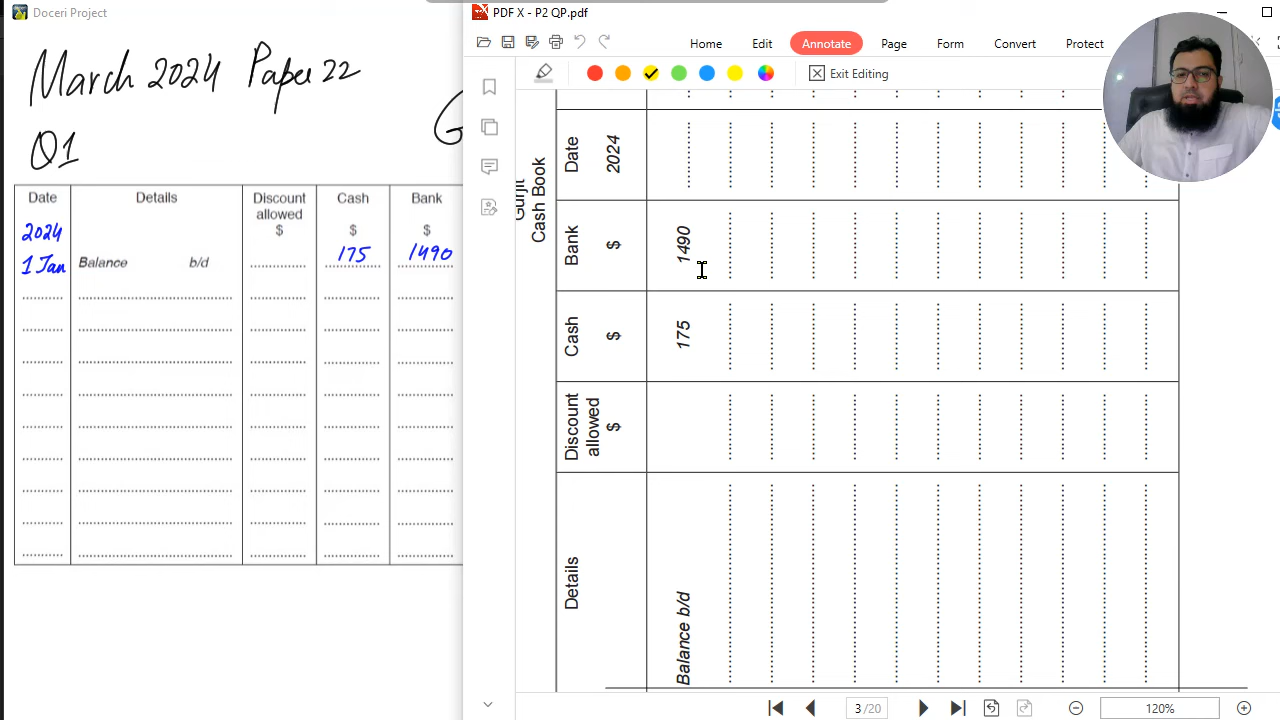 Doceri Project
PDF X - P2 QP.pdf
Home Edit Annotate Page Form Convert Protect
Exit Editing
March 2024 Paper 22
Q1
Date Details Discount allowed $ Cash $ Bank $
2024
1 Jan Balance b/d 175 1490
Gurjit
Cash Book
Date Bank Cash Discount allowed Details
2024 $ $ $
1490 175 Balance b/d
3 /20
120%